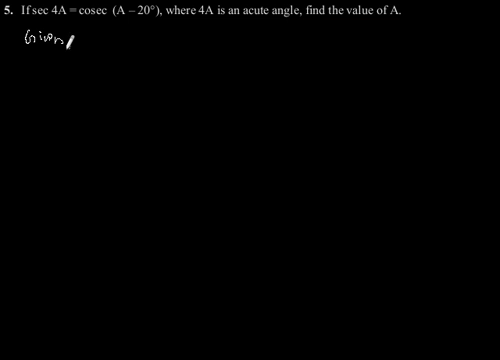 5. If sec 4A = cosec (A – 20°), where 4A is an acute angle, find the value of A.
Given